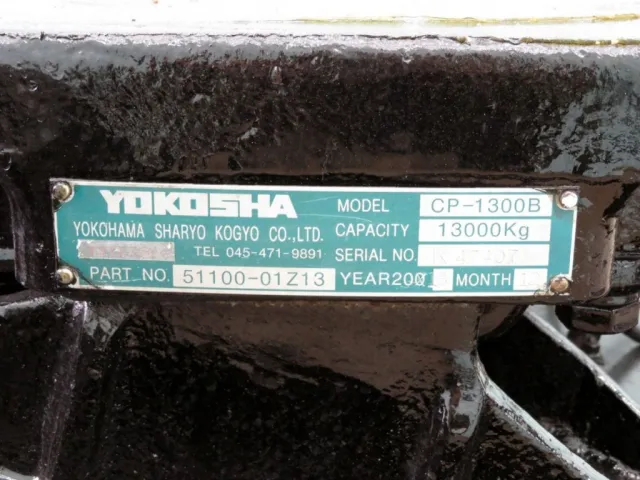 YOKOSHA MODEL CP-1300B
YOKOHAMA SHARYO KOGYO CO.,LTD. CAPACITY 13000Kg
TEL 045-471-9891 SERIAL NO.
PART NO. 51100-01Z13 YEAR200 MONTH